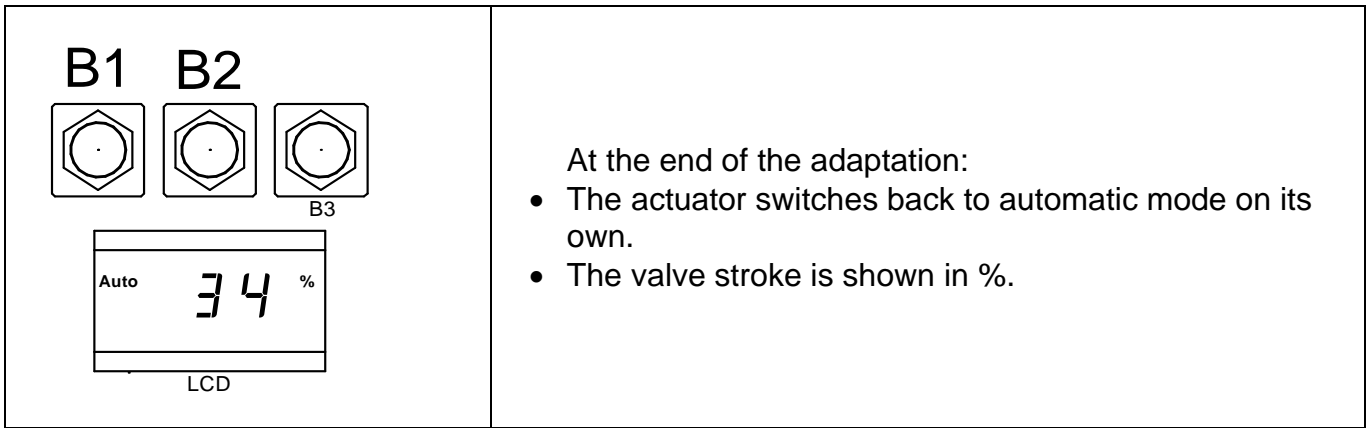 B1 B2
B3
Auto 34 %
LCD
At the end of the adaptation:
• The actuator switches back to automatic mode on its
own.
• The valve stroke is shown in %.